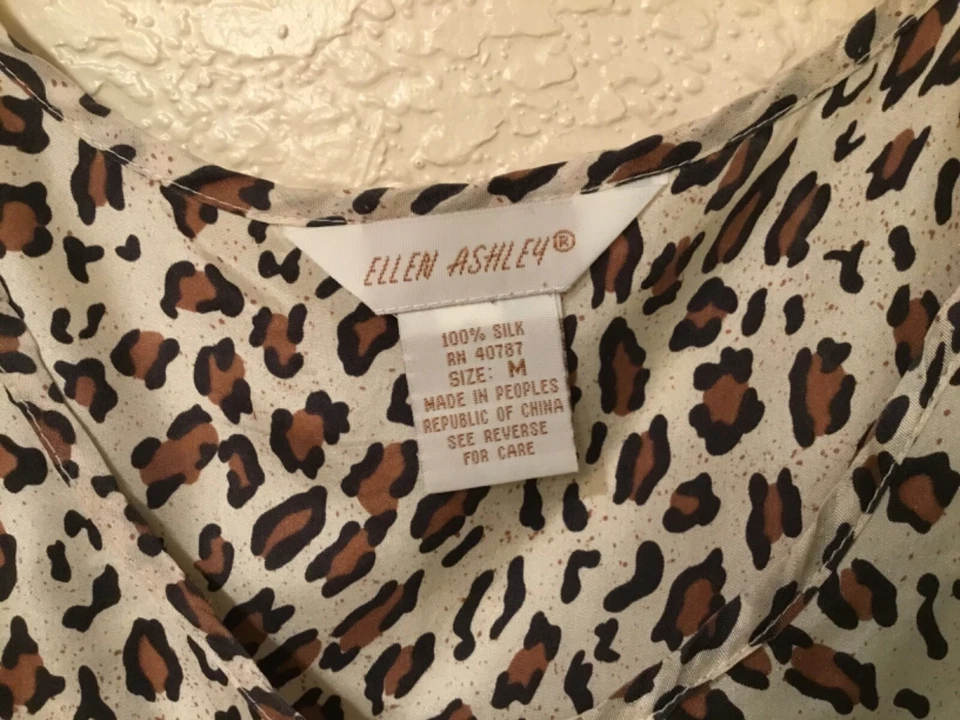 ELLEN ASHLEY®
100% SILK
RN 40787
SIZE: M
MADE IN PEOPLES
REPUBLIC OF CHINA
SEE REVERSE
FOR CARE